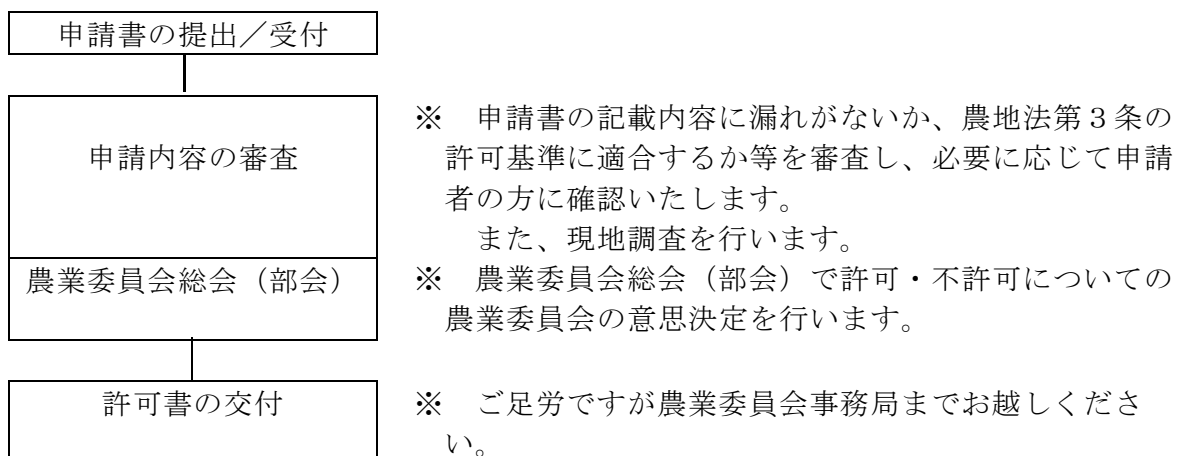 申請書の提出／受付
申請内容の審査
※　申請書の記載内容に漏れがないか、農地法第３条の
許可基準に適合するか等を審査し、必要に応じて申請
者の方に確認いたします。
また、現地調査を行います。
農業委員会総会（部会）
※　農業委員会総会（部会）で許可・不許可についての
農業委員会の意思決定を行います。
許可書の交付
※　ご足労ですが農業委員会事務局までお越しくださ
い。